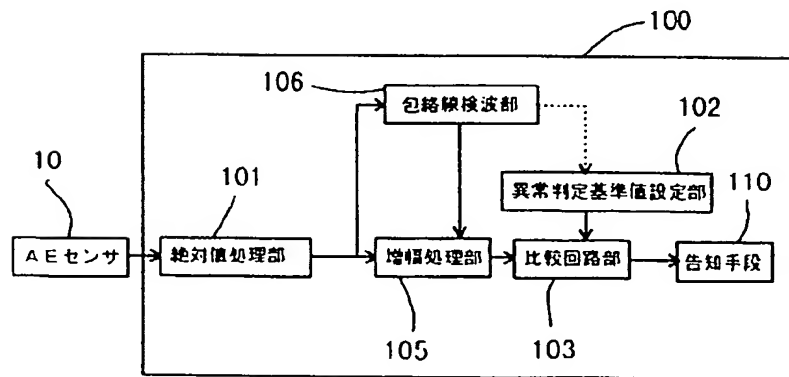 100
106
包絡線検波部
102
10
101
異常判定基準値設定部
110
AEセンサ
絶対値処理部
増幅処理部
比較回路部
告知手段
105
103